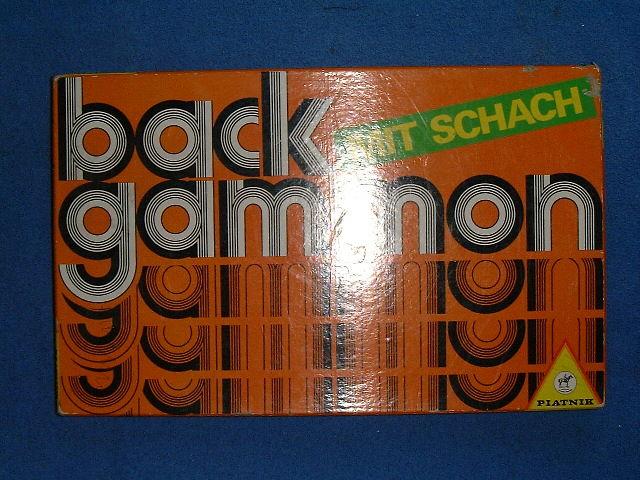 back
MIT SCHACH
gammon
PIATNIK